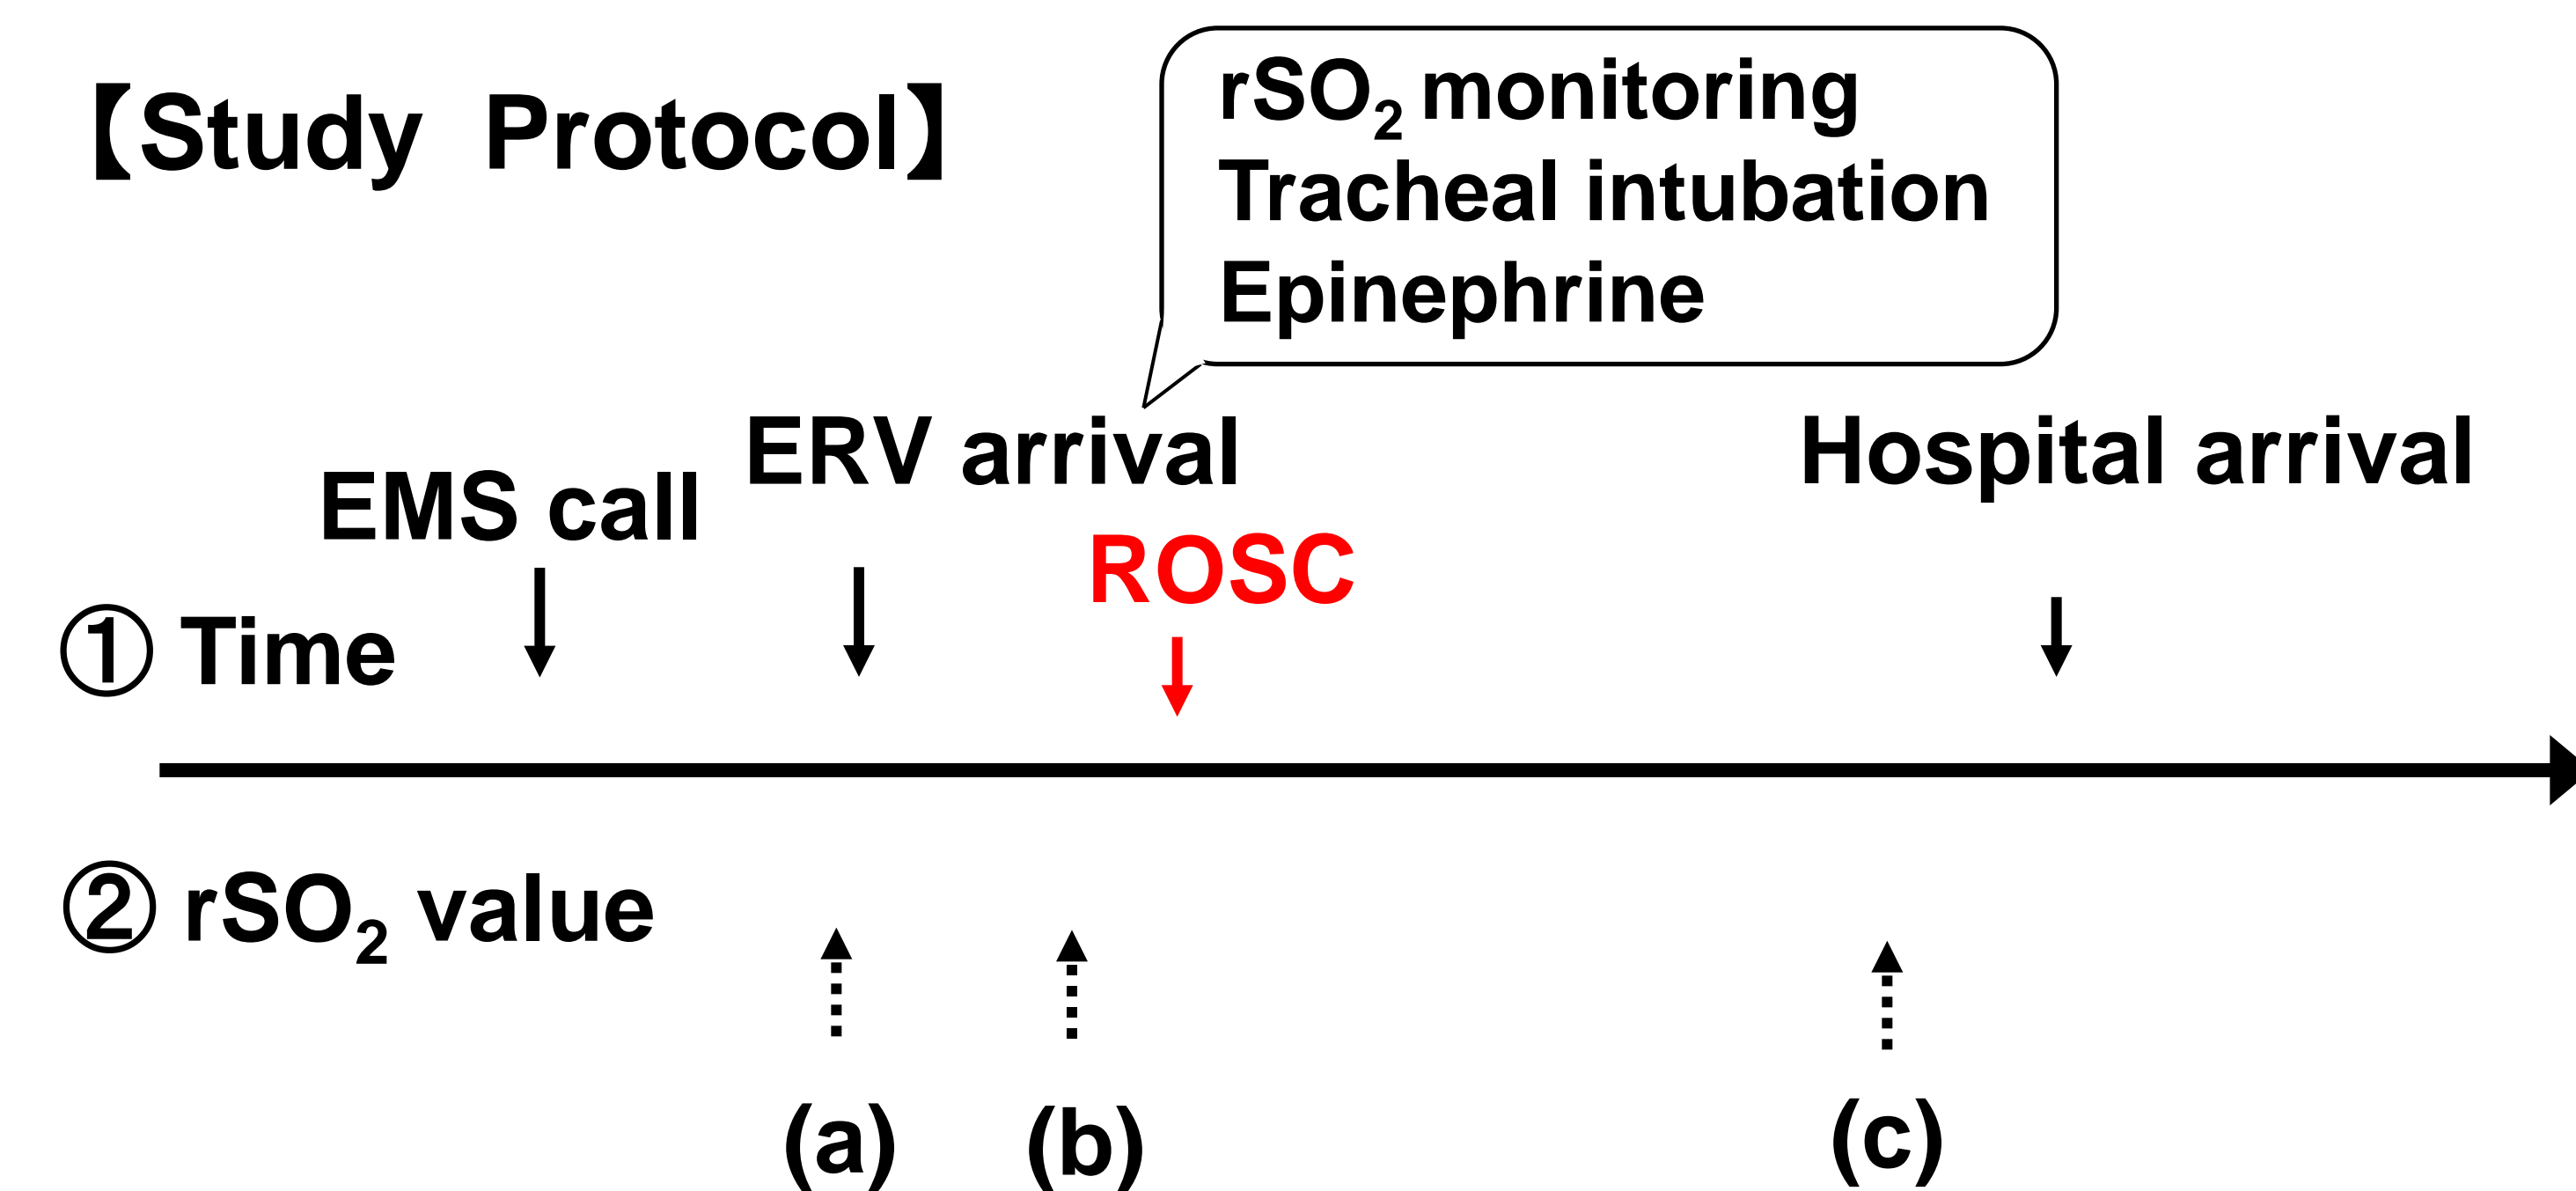 【Study Protocol】
rSO₂ monitoring
Tracheal intubation
Epinephrine
ERV arrival
Hospital arrival
EMS call
ROSC
① Time
② rSO₂ value
(a)
(b)
(c)